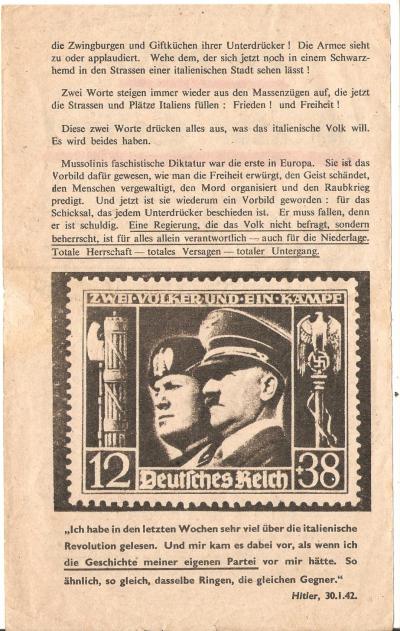 die Zwingburgen und Giftküchen ihrer Unterdrücker ! Die Armee sieht
zu oder applaudiert. Wehe dem, der sich jetzt noch in einem Schwarz-
hemd in den Strassen einer italienischen Stadt sehen lässt !
Zwei Worte steigen immer wieder aus den Massenzügen auf, die jetzt
die Strassen und Plätze Italiens füllen : Frieden ! und Freiheit !
Diese zwei Worte drücken alles aus, was das italienische Volk will.
Es wird beides haben.
Mussolinis faschistische Diktatur war die erste in Europa. Sie ist das
Vorbild dafür gewesen, wie man die Freiheit erwürgt, den Geist schändet,
den Menschen vergewaltigt, den Mord organisiert und den Raubkrieg
predigt. Und jetzt ist sie wiederum ein Vorbild geworden : für das
Schicksal, das jedem Unterdrücker beschieden ist. Er muss fallen, denn
er ist schuldig. Eine Regierung, die das Volk nicht befragt, sondern
beherrscht, ist für alles allein verantwortlich — auch für die Niederlage.
Totale Herrschaft — totales Versagen — totaler Untergang.
ZWEI·VOLKER·UND·EIN·KAMPF
12 Deutsches Reich +38
„Ich habe in den letzten Wochen sehr viel über die italienische
Revolution gelesen. Und mir kam es dabei vor, als wenn ich
die Geschichte meiner eigenen Partei vor mir hätte. So
ähnlich, so gleich, dasselbe Ringen, die gleichen Gegner.“
Hitler, 30.1.42.